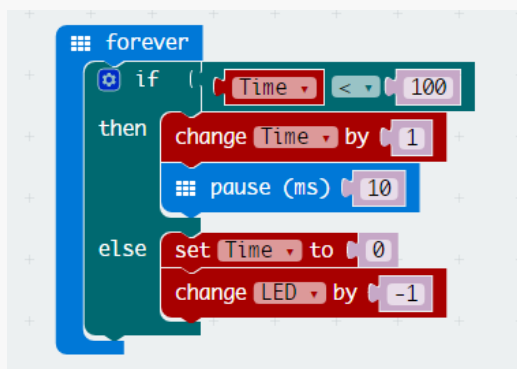 forever
if Time < 100
then change Time by 1
pause (ms) 10
else set Time to 0
change LED by -1